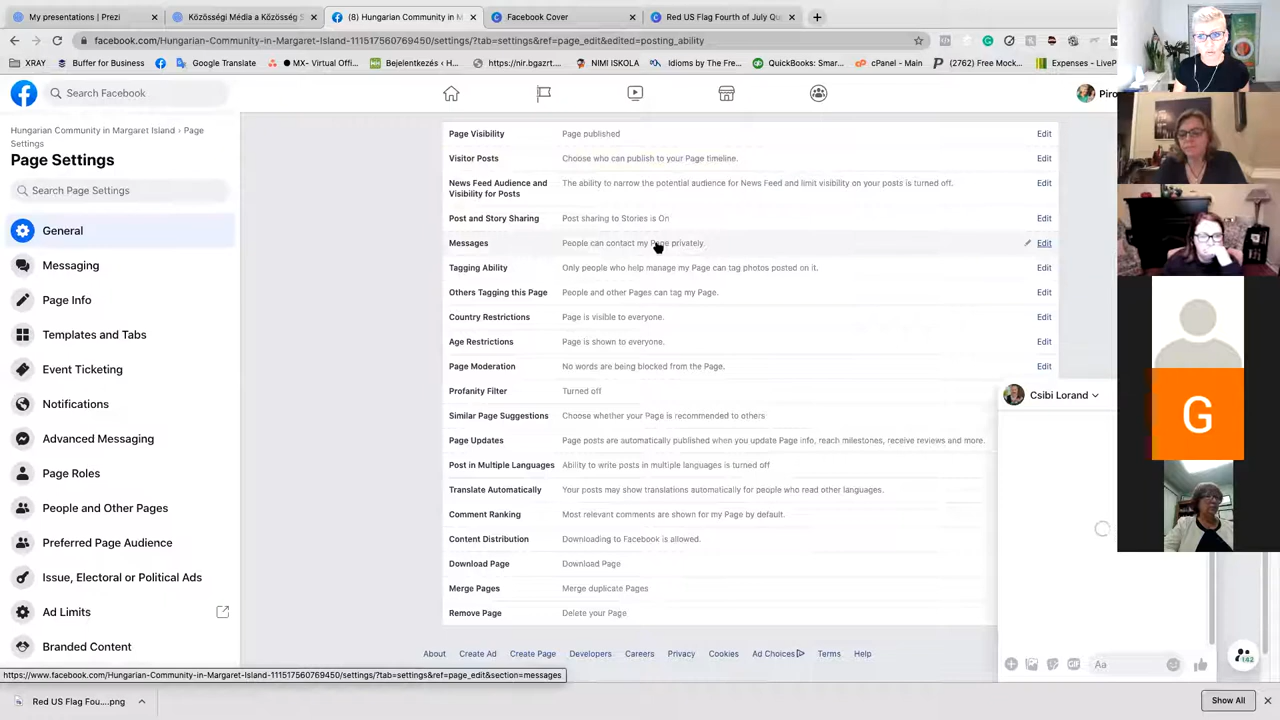 My presentations | Prezi
Közösségi Média a Közösség S
(8) Hungarian Community in M
Facebook Cover
Red US Flag Fourth of July Qu
facebook.com/Hungarian-Community-in-Margaret-Island-111517560769450/settings/?tab=settings&ref=page_edit&edited=posting_ability
XRAY
Buffer for Business
Google Translate
MX- Virtual Offi...
Bejelentkezés ‹ H...
https://nir.bgazrt....
NIMI ISKOLA
Idioms by The Fre...
QuickBooks: Smar...
cPanel - Main
(2762) Free Mock...
Expenses - LivePl
Search Facebook
Piro
Hungarian Community in Margaret Island › Page
Settings
Page Settings
Search Page Settings
General
Messaging
Page Info
Templates and Tabs
Event Ticketing
Notifications
Advanced Messaging
Page Roles
People and Other Pages
Preferred Page Audience
Issue, Electoral or Political Ads
Ad Limits
Branded Content
Page Visibility Page published Edit
Visitor Posts Choose who can publish to your Page timeline. Edit
News Feed Audience and The ability to narrow the potential audience for News Feed and limit visibility on your posts is turned off. Edit
Visibility for Posts
Post and Story Sharing Post sharing to Stories is On Edit
Messages People can contact my Page privately. Edit
Tagging Ability Only people who help manage my Page can tag photos posted on it. Edit
Others Tagging this Page People and other Pages can tag my Page. Edit
Country Restrictions Page is visible to everyone. Edit
Age Restrictions Page is shown to everyone. Edit
Page Moderation No words are being blocked from the Page. Edit
Profanity Filter Turned off
Similar Page Suggestions Choose whether your Page is recommended to others
Page Updates Page posts are automatically published when you update Page info, reach milestones, receive reviews and more.
Post in Multiple Languages Ability to write posts in multiple languages is turned off
Translate Automatically Your posts may show translations automatically for people who read other languages.
Comment Ranking Most relevant comments are shown for my Page by default.
Content Distribution Downloading to Facebook is allowed.
Download Page Download Page
Merge Pages Merge duplicate Pages
Remove Page Delete your Page
About Create Ad Create Page Developers Careers Privacy Cookies Ad Choices Terms Help
Csibi Lorand
GIF
Aa
142
G
https://www.facebook.com/Hungarian-Community-in-Margaret-Island-111517560769450/settings/?tab=settings&ref=page_edit&section=messages
Red US Flag Fou....png
Show All